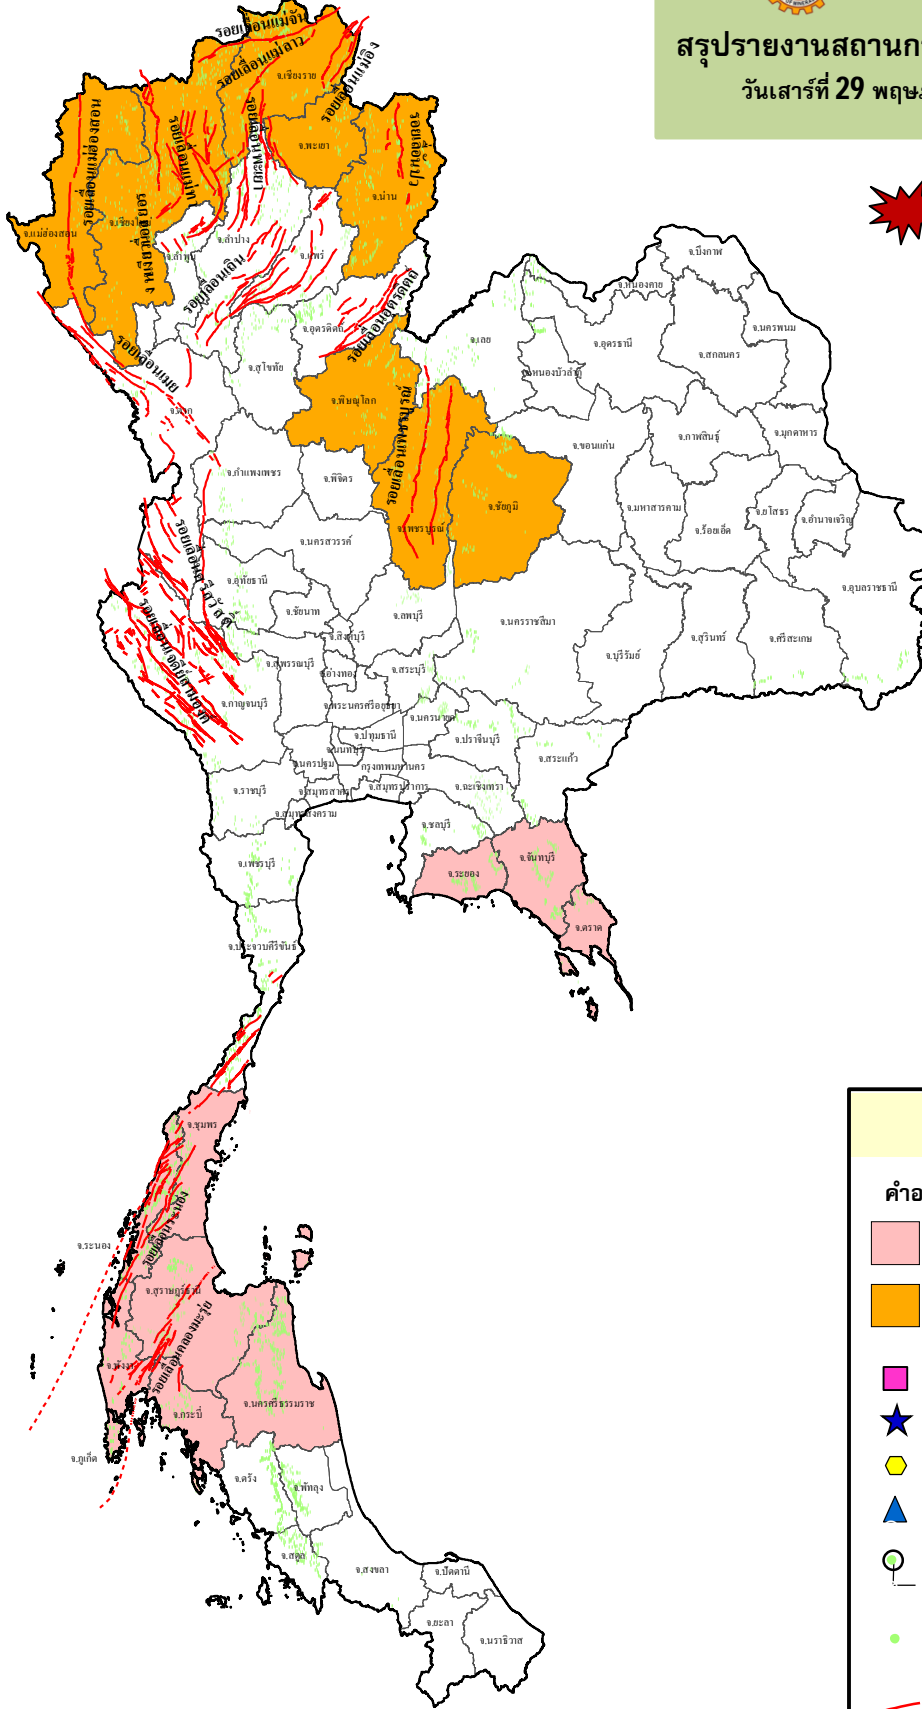 สรุปรายงานสถานก
วันเสาร์ที่ 29 พฤษ
รอยเลื่อนแม่จัน
รอยเลื่อนแม่ลาว
จ.เชียงราย
รอยเลื่อนแม่อิง
รอยเลื่อนแม่ฮ่องสอน
รอยเลื่อนแม่ทา
รอยเลื่อนพะเยา
จ.พะเยา
รอยเลื่อนปัว
จ.น่าน
จ.แม่ฮ่องสอน
จ.เชียงใหม่
จ.ลำพูน
จ.ลำปาง
จ.แพร่
รอยเลื่อนเถิน
รอยเลื่อนอุตรดิตถ์
จ.อุตรดิตถ์
รอยเลื่อนเมย
จ.ตาก
จ.สุโขทัย
จ.เลย
จ.บึงกาฬ
จ.หนองคาย
จ.นครพนม
จ.อุดรธานี
จ.สกลนคร
จ.หนองบัวลำภู
จ.พิษณุโลก
รอยเลื่อนเพชรบูรณ์
จ.ขอนแก่น
จ.กาฬสินธุ์
จ.มุกดาหาร
จ.กำแพงเพชร
จ.พิจิตร
จ.เพชรบูรณ์
จ.ชัยภูมิ
จ.มหาสารคาม
จ.ร้อยเอ็ด
จ.ยโสธร
จ.อำนาจเจริญ
จ.นครสวรรค์
รอยเลื่อนศรีสวัสดิ์
จ.อุทัยธานี
จ.ชัยนาท
จ.ลพบุรี
จ.นครราชสีมา
จ.บุรีรัมย์
จ.สุรินทร์
จ.ศรีสะเกษ
จ.อุบลราชธานี
รอยเลื่อนเจดีย์สามองค์
จ.สิงห์บุรี
จ.สุพรรณบุรี
จ.อ่างทอง
จ.สระบุรี
จ.กาญจนบุรี
จ.พระนครศรีอยุธยา
จ.นครนายก
จ.ปทุมธานี
จ.ปราจีนบุรี
จ.นนทบุรี
จ.สระแก้ว
จ.นครปฐม
กรุงเทพมหานคร
จ.ราชบุรี
จ.สมุทรสาคร
จ.สมุทรปราการ
จ.ฉะเชิงเทรา
จ.สมุทรสงคราม
จ.ชลบุรี
จ.เพชรบุรี
จ.ระยอง
จ.จันทบุรี
จ.ตราด
จ.ประจวบคีรีขันธ์
จ.ชุมพร
คำอ
รอยเลื่อนระนอง
จ.ระนอง
จ.สุราษฎร์ธานี
รอยเลื่อนคลองมะรุ่ย
จ.พังงา
จ.นครศรีธรรมราช
จ.กระบี่
จ.ภูเก็ต
จ.ตรัง
จ.พัทลุง
จ.สตูล
จ.สงขลา
จ.ปัตตานี
จ.ยะลา
จ.นราธิวาส